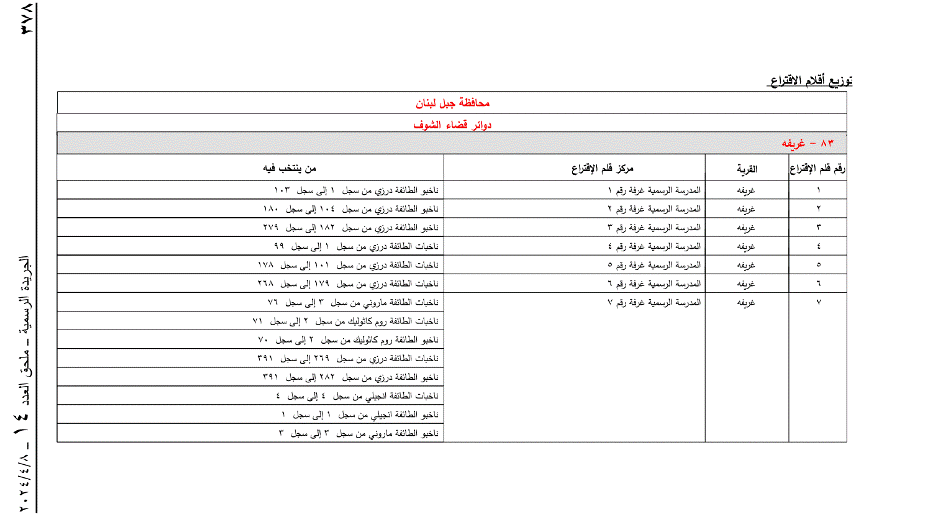 ٣٧٨
توزيع أقلام الاقتراع
محافظة جبل لبنان
دوائر قضاء الشوف
٨٣ - غريفه
رقم قلم الإقتراع القرية مركز قلم الإقتراع من ينتخب فيه
١ غريفه المدرسة الرسمية غرفة رقم ١ ناخبو الطائفة درزي من سجل ١ إلى سجل ١٠٣
٢ غريفه المدرسة الرسمية غرفة رقم ٢ ناخبو الطائفة درزي من سجل ١٠٤ إلى سجل ١٨٠
٣ غريفه المدرسة الرسمية غرفة رقم ٣ ناخبو الطائفة درزي من سجل ١٨٢ إلى سجل ٢٧٩
٤ غريفه المدرسة الرسمية غرفة رقم ٤ ناخبات الطائفة درزي من سجل ١ إلى سجل ٩٩
٥ غريفه المدرسة الرسمية غرفة رقم ٥ ناخبات الطائفة درزي من سجل ١٠١ إلى سجل ١٧٨
٦ غريفه المدرسة الرسمية غرفة رقم ٦ ناخبات الطائفة درزي من سجل ١٧٩ إلى سجل ٢٦٨
٧ غريفه المدرسة الرسمية غرفة رقم ٧ ناخبات الطائفة ماروني من سجل ٣ إلى سجل ٧٦
ناخبات الطائفة روم كاثوليك من سجل ٢ إلى سجل ٧١
ناخبو الطائفة روم كاثوليك من سجل ٢ إلى سجل ٧٠
ناخبات الطائفة درزي من سجل ٢٦٩ إلى سجل ٣٩١
ناخبو الطائفة درزي من سجل ٢٨٢ إلى سجل ٣٩١
ناخبات الطائفة انجيلي من سجل ٤ إلى سجل ٤
ناخبو الطائفة انجيلي من سجل ١ إلى سجل ١
ناخبو الطائفة ماروني من سجل ٣ إلى سجل ٣
الجريدة الرسمية - ملحق العدد ١٤ - ٢٠٢٤/٤/٨